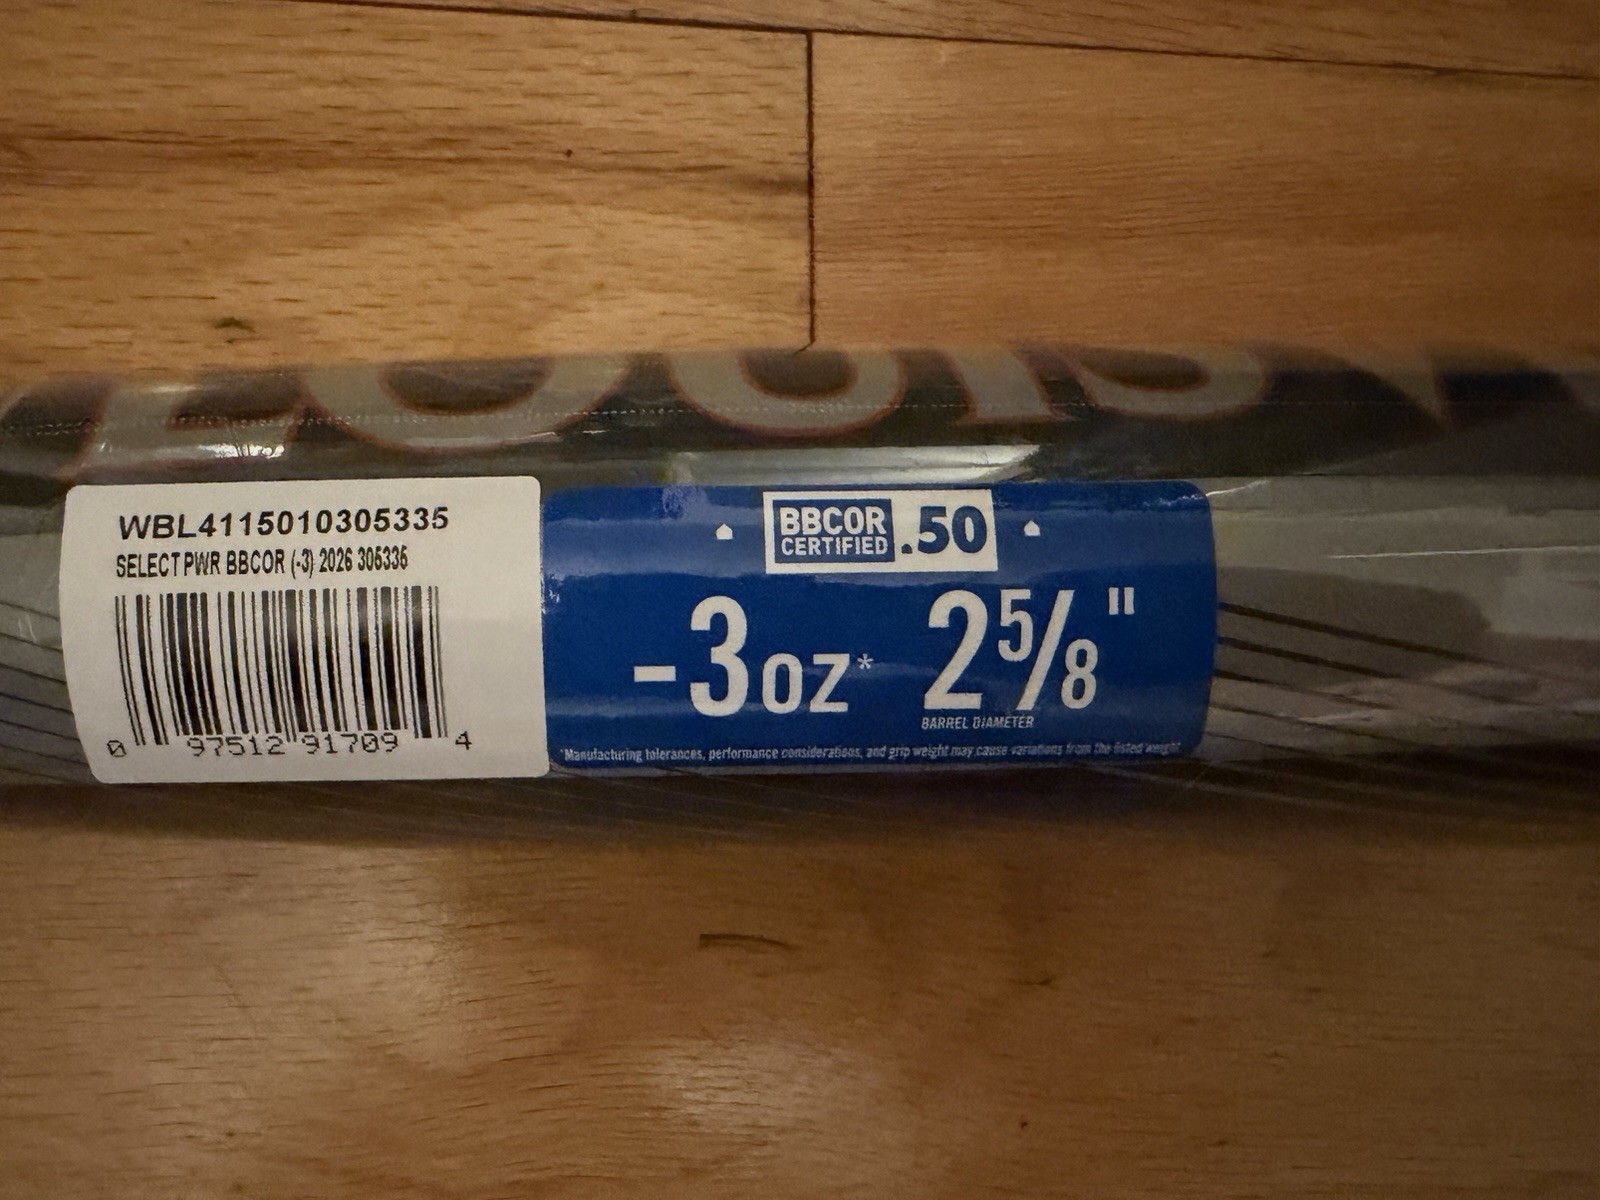 WBL4115010305335
SELECT PWR BBCOR (-3) 2026 305335
0 97512 91709 4
BBCOR
CERTIFIED
.50
-3oz* 2 5/8"
BARREL DIAMETER
*Manufacturing tolerances, performance considerations, and grip weight may cause variations from the listed weight